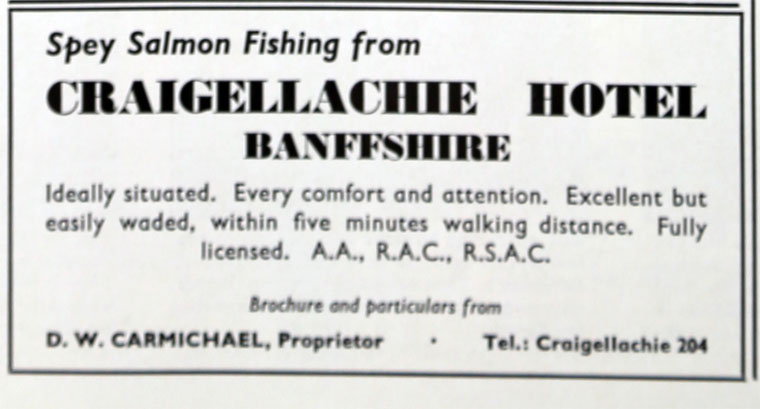 Spey Salmon Fishing from
CRAIGELLACHIE HOTEL
BANFFSHIRE
Ideally situated. Every comfort and attention. Excellent but
easily waded, within five minutes walking distance. Fully
licensed. A.A., R.A.C., R.S.A.C.
Brochure and particulars from
D. W. CARMICHAEL, Proprietor · Tel.: Craigellachie 204